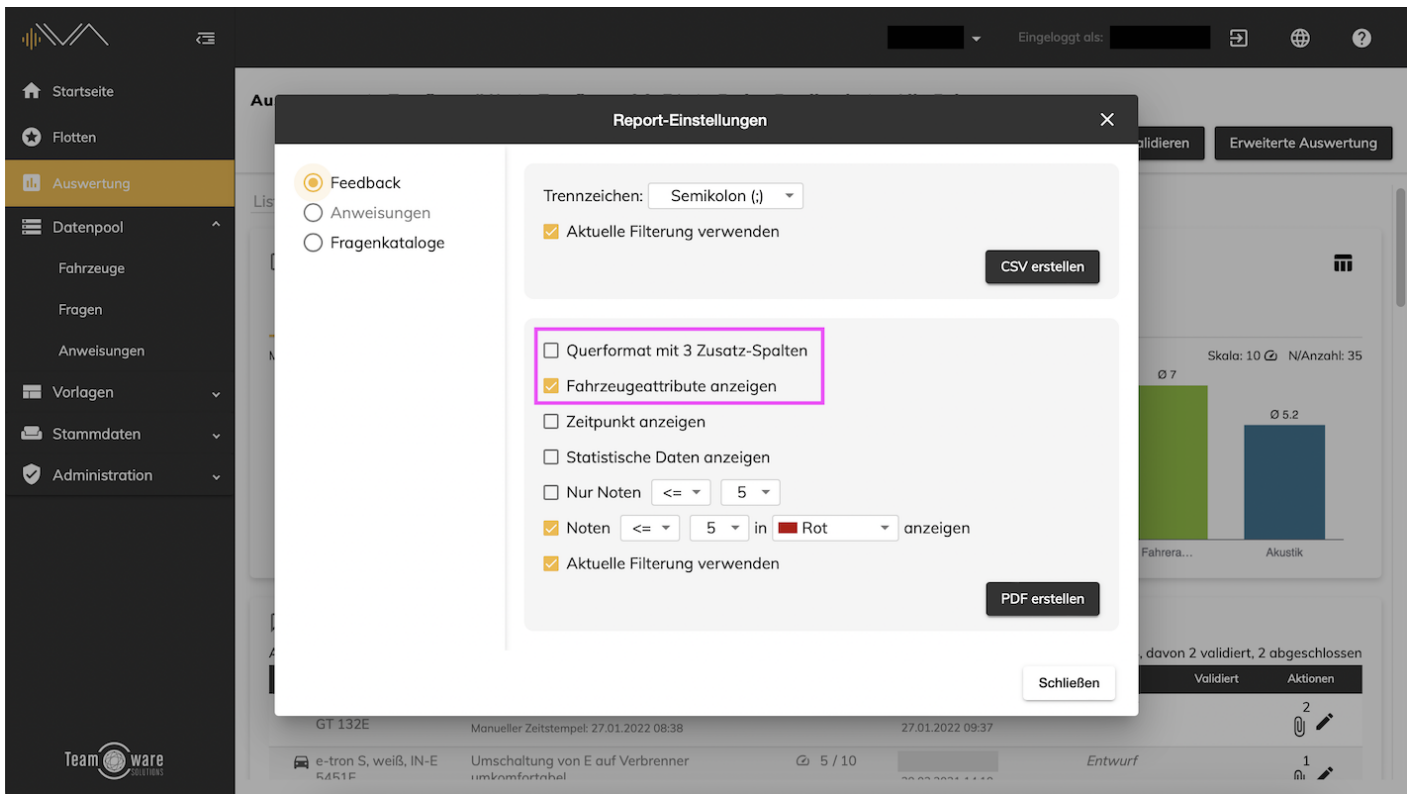 Eingeloggt als:
Startseite
Flotten
Auswertung
Datenpool
Fahrzeuge
Fragen
Anweisungen
Vorlagen
Stammdaten
Administration
Team ware
SOLUTIONS
Au
Report-Einstellungen
Feedback
Anweisungen
Fragenkataloge
Trennzeichen: Semikolon (;)
Aktuelle Filterung verwenden
CSV erstellen
Querformat mit 3 Zusatz-Spalten
Fahrzeugeattribute anzeigen
Zeitpunkt anzeigen
Statistische Daten anzeigen
Nur Noten <= 5
Noten <= 5 in Rot anzeigen
Aktuelle Filterung verwenden
PDF erstellen
Schließen
alidieren
Erweiterte Auswertung
Lis
Skala: 10 N/Anzahl: 35
Ø 7
Ø 5.2
Fahrera... Akustik
, davon 2 validiert, 2 abgeschlossen
Validiert Aktionen
GT 132E Manueller Zeitstempel: 27.01.2022 08:38 27.01.2022 09:37 2
e-tron S, weiß, IN-E Umschaltung von E auf Verbrenner 5 / 10 Entwurf 1
5451E umkomfortabel